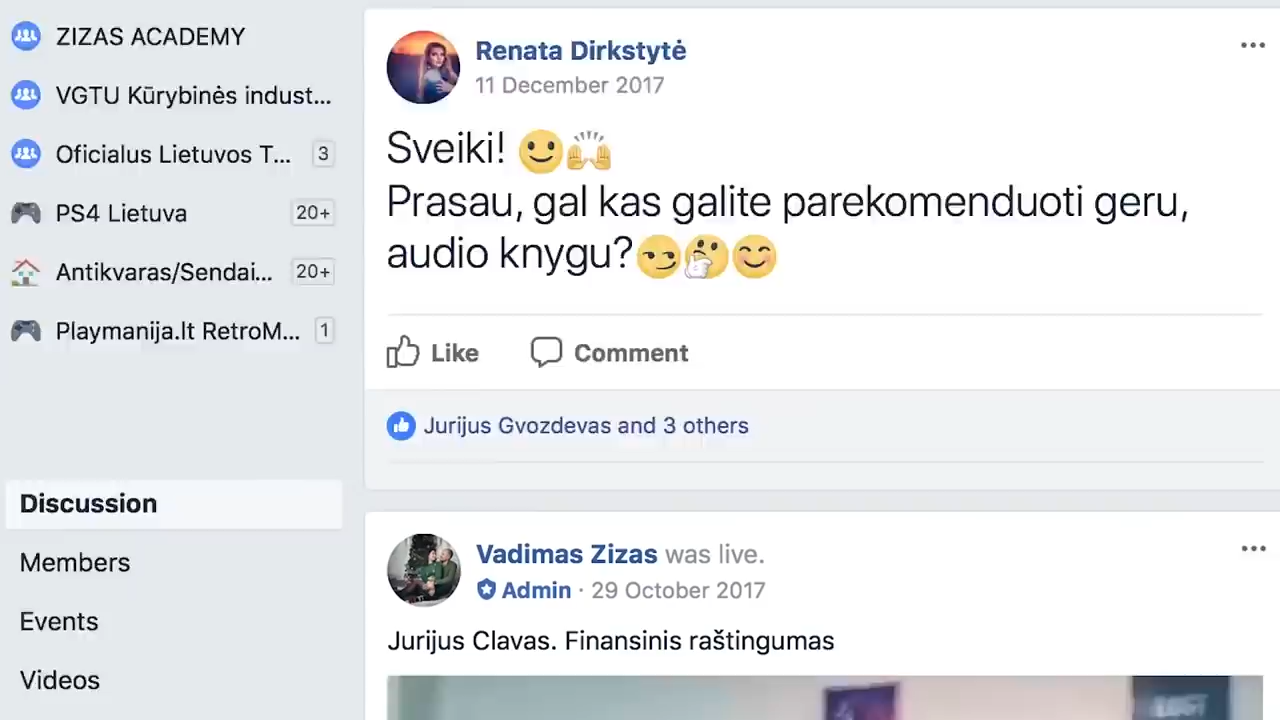 ZIZAS ACADEMY
VGTU Kūrybinės indust...
Oficialus Lietuvos T... 3
PS4 Lietuva 20+
Antikvaras/Sendai... 20+
Playmanija.lt RetroM... 1
Discussion
Members
Events
Videos
Renata Dirkstytė
11 December 2017
Sveiki! 🙂🙌
Prasau, gal kas galite parekomenduoti geru,
audio knygu?😏🤔😊
Like Comment
Jurijus Gvozdevas and 3 others
Vadimas Zizas was live.
Admin · 29 October 2017
Jurijus Clavas. Finansinis raštingumas